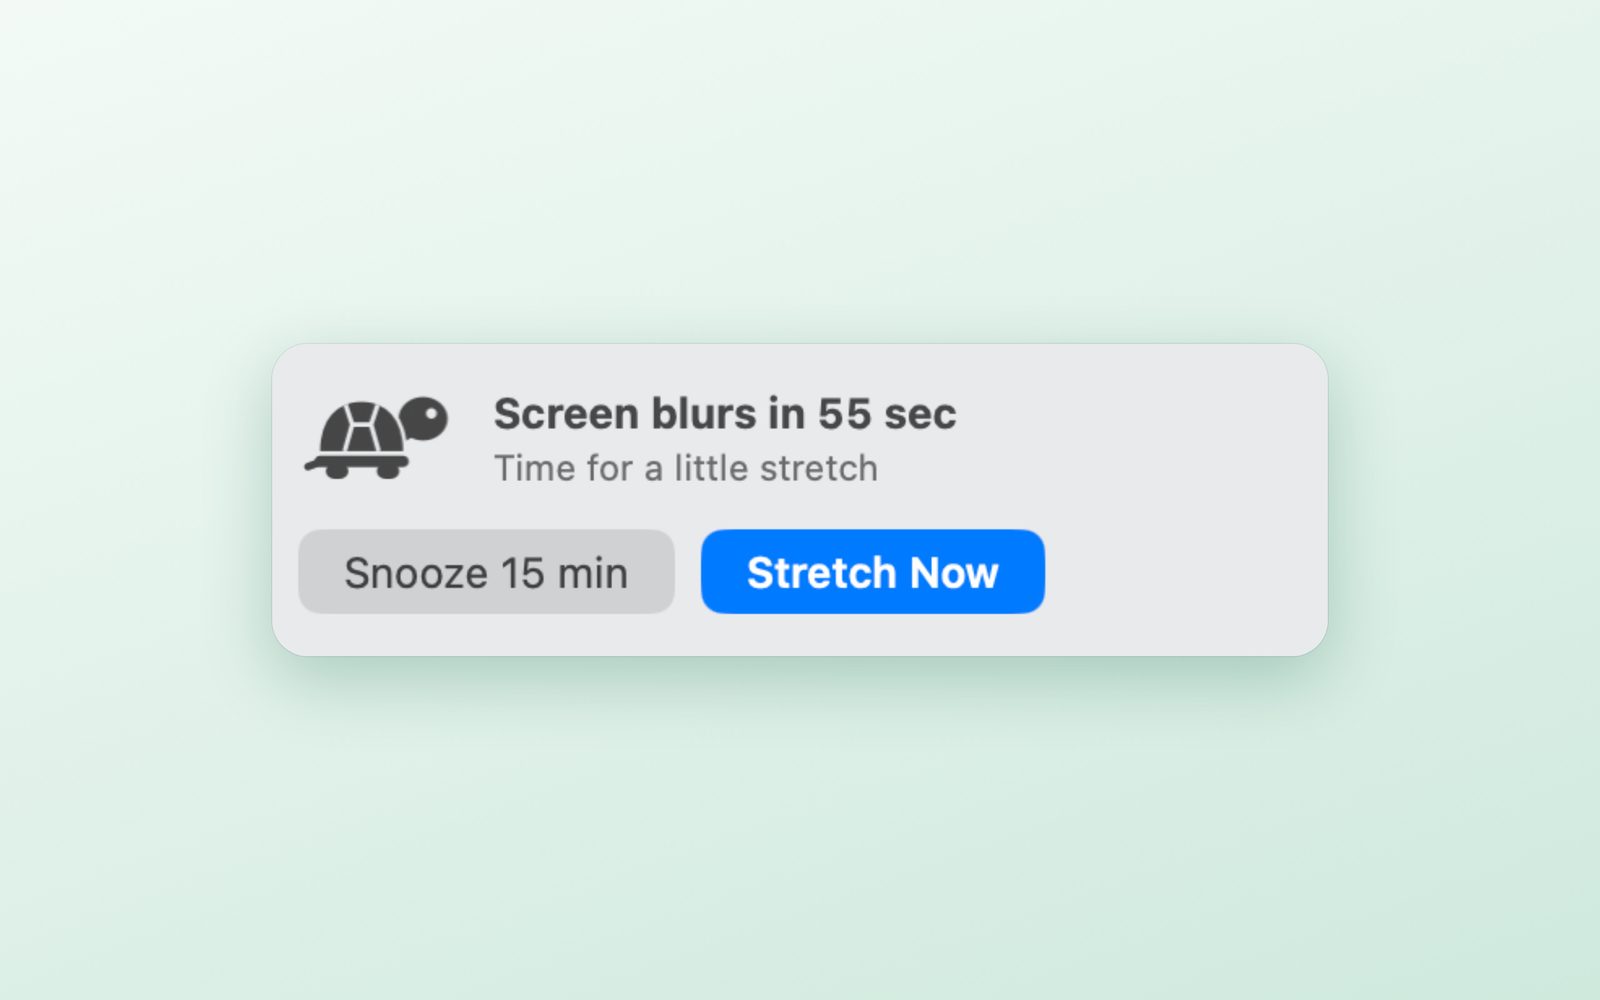 Screen blurs in 55 sec
Time for a little stretch
Snooze 15 min
Stretch Now